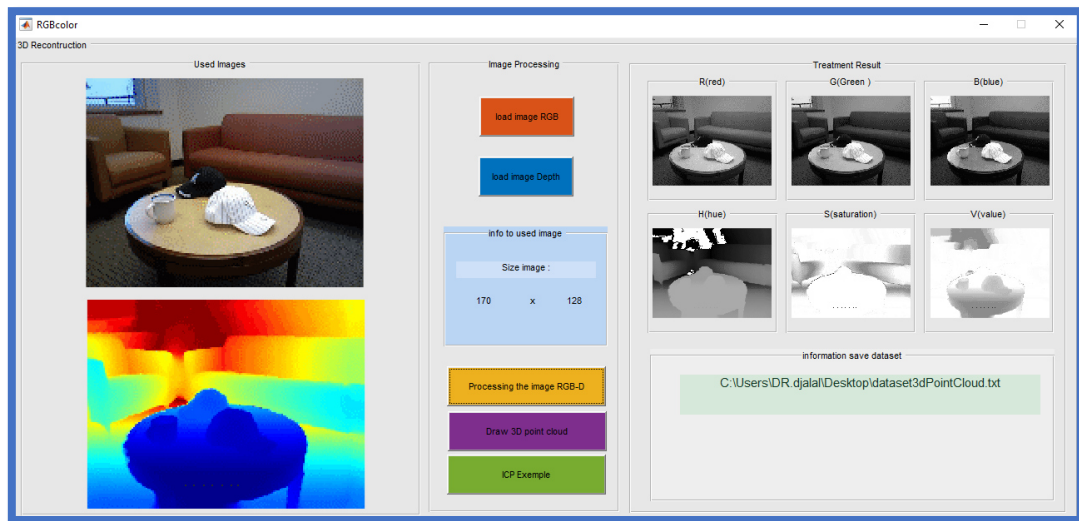 RGBcolor
3D Recontruction
Used Images
Image Processing
load image RGB
load image Depth
info to used image
Size image :
170 x 128
Processing the image RGB-D
Draw 3D point cloud
ICP Exemple
Treatment Result
R(red)
G(Green )
B(blue)
H(hue)
S(saturation)
V(value)
information save dataset
C:\Users\DR.djalal\Desktop\dataset3dPointCloud.txt